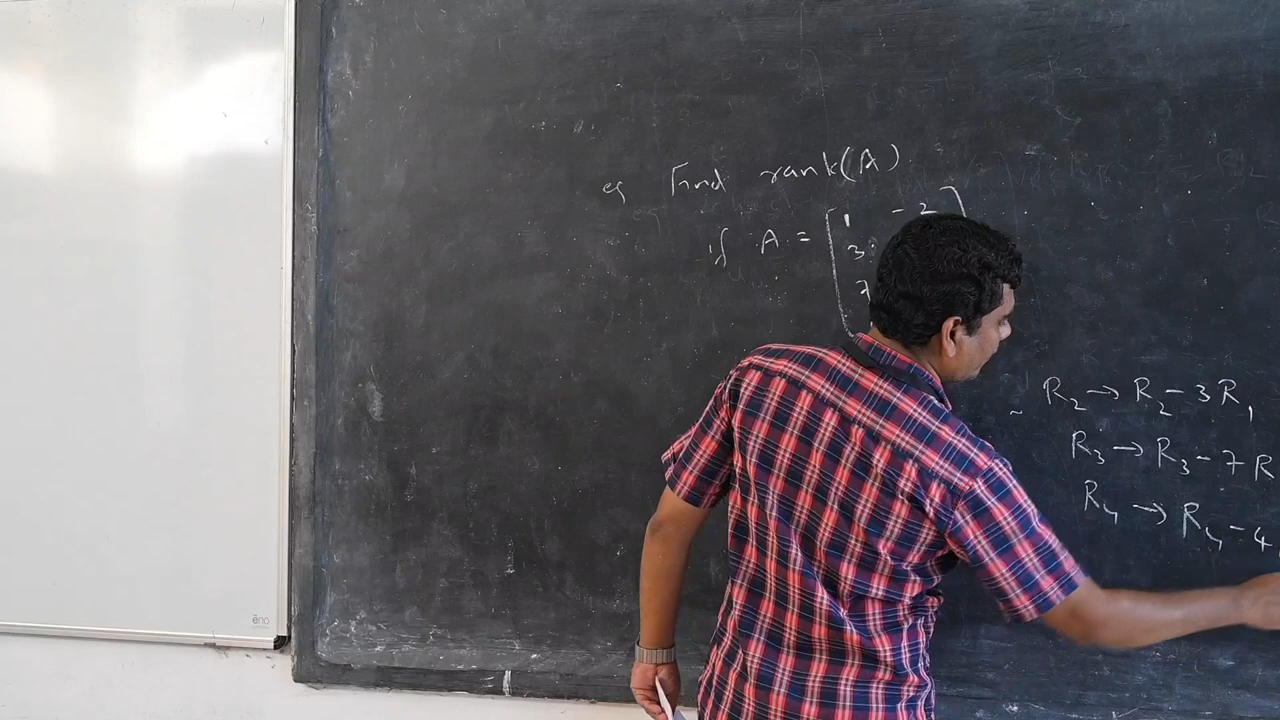 eg Find rank(A)
if A = [ 1 -2 ]
3
7
~ R₂ → R₂ - 3R₁
R₃ → R₃ - 7R
R₄ → R₄ - 4
eno